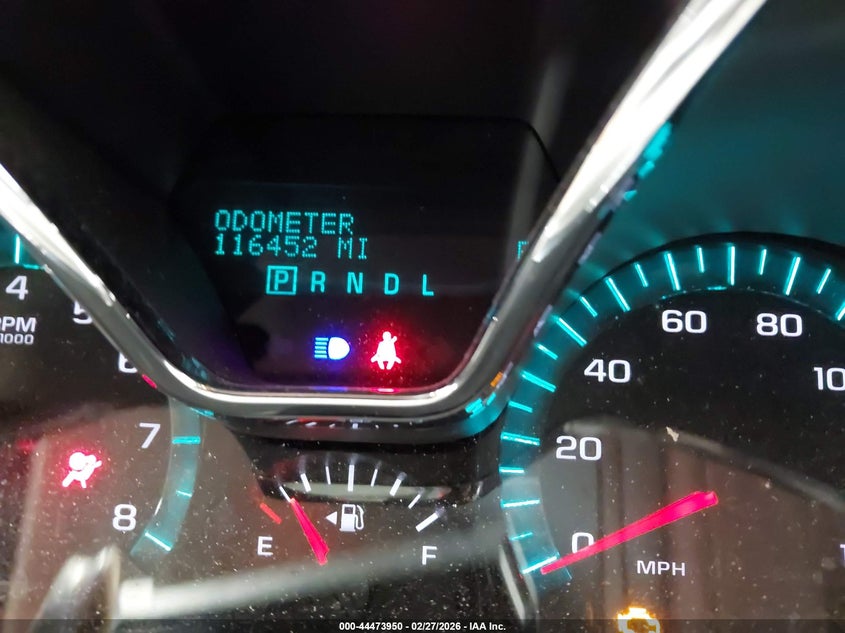 ODOMETER
116452 MI
P R N D L
4
5
6
7
8
RPM
x1000
E
F
0
20
40
60
80
MPH
000-44473950 - 02/27/2026 - IAA Inc.